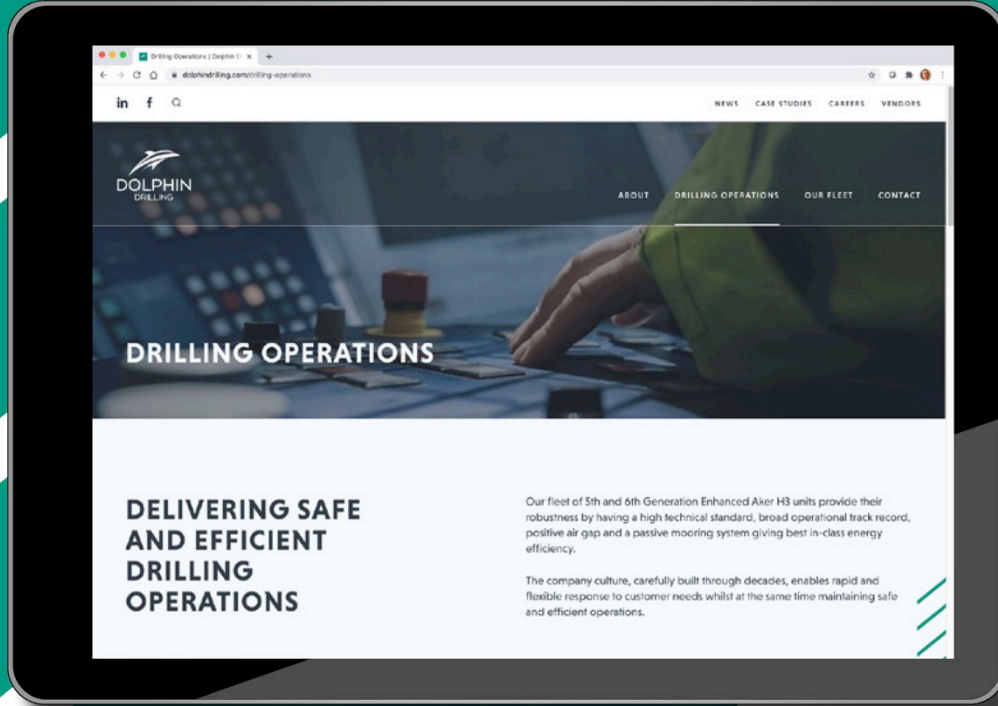 Drilling Operations | Dolphin D
dolphindrilling.com/drilling-operations
in f
NEWS CASE STUDIES CAREERS VENDORS
DOLPHIN
DRILLING
ABOUT DRILLING OPERATIONS OUR FLEET CONTACT
DRILLING OPERATIONS
DELIVERING SAFE
AND EFFICIENT
DRILLING
OPERATIONS
Our fleet of 5th and 6th Generation Enhanced Aker H3 units provide their
robustness by having a high technical standard, broad operational track record,
positive air gap and a passive mooring system giving best in-class energy
efficiency.
The company culture, carefully built through decades, enables rapid and
flexible response to customer needs whilst at the same time maintaining safe
and efficient operations.